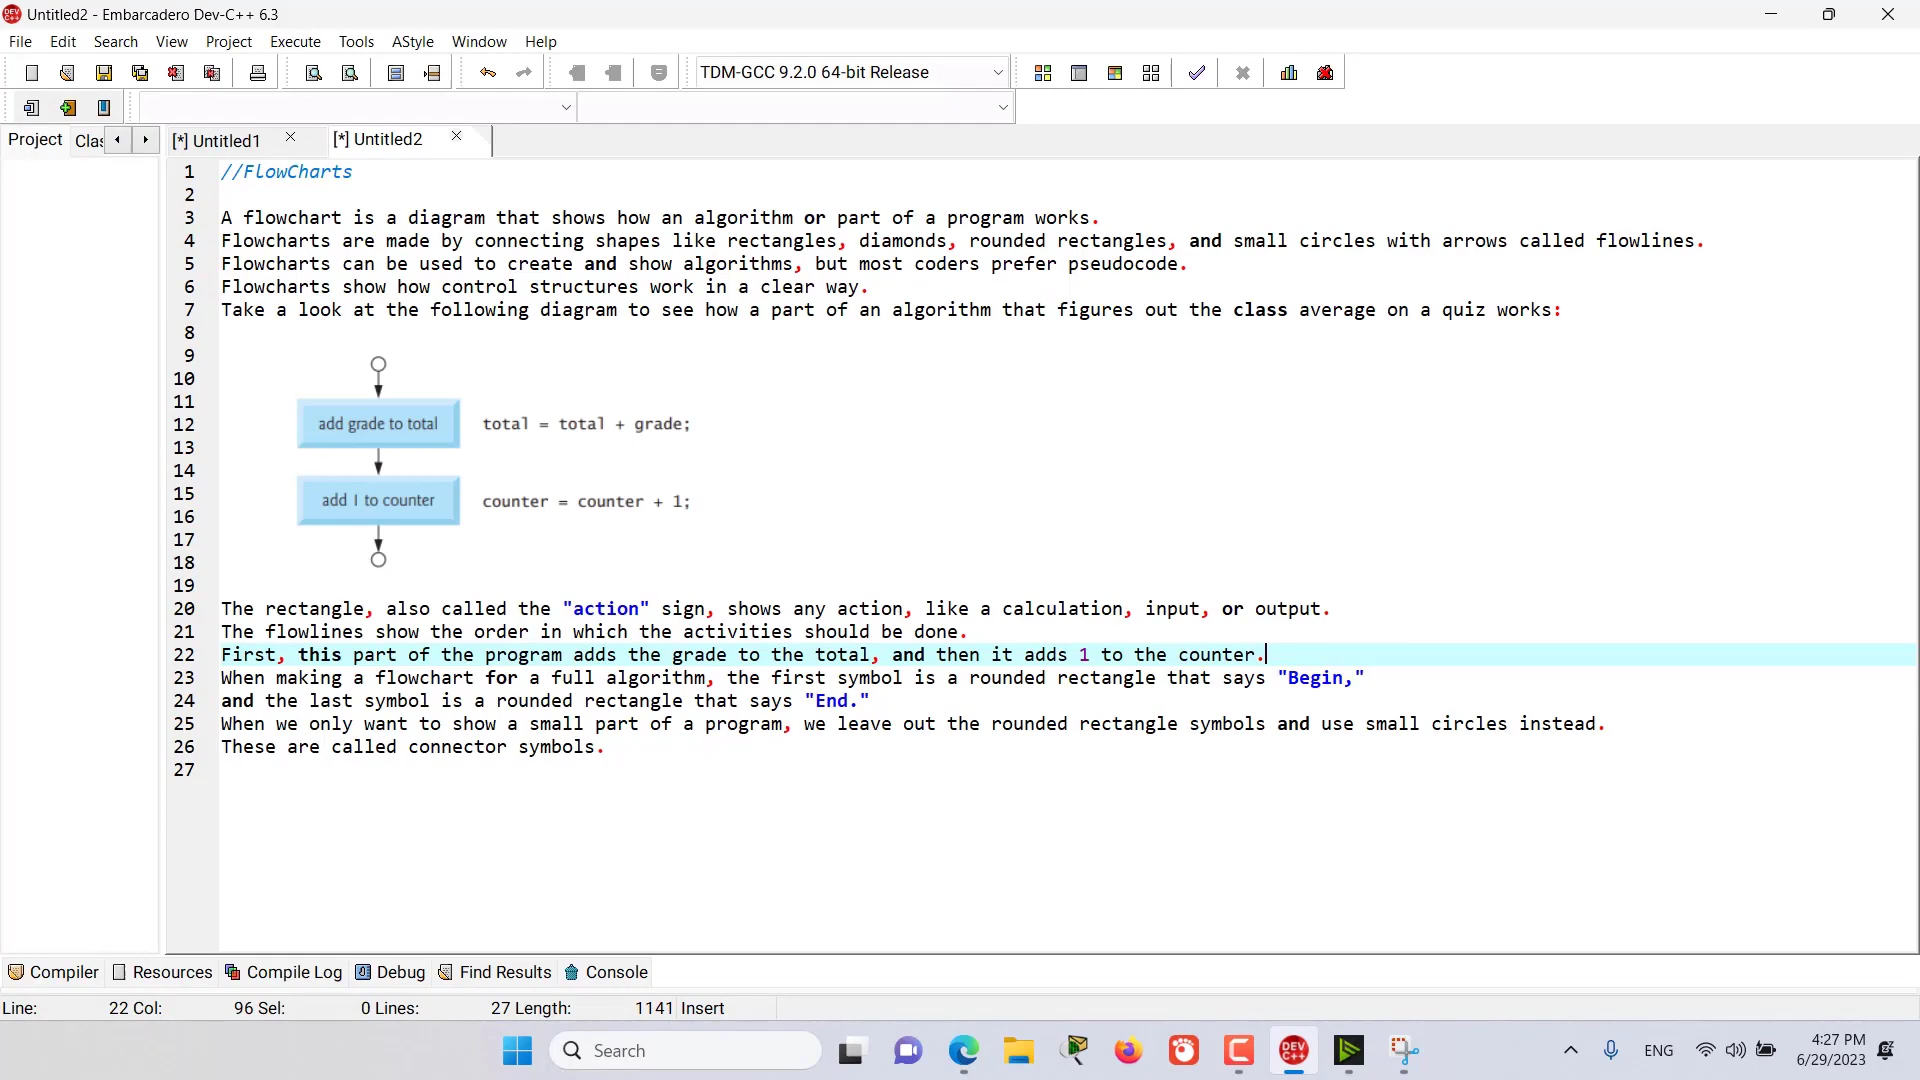 Untitled2 - Embarcadero Dev-C++ 6.3
File Edit Search View Project Execute Tools AStyle Window Help
TDM-GCC 9.2.0 64-bit Release
Project Clas [*] Untitled1 [*] Untitled2
1 //FlowCharts
2
3 A flowchart is a diagram that shows how an algorithm or part of a program works.
4 Flowcharts are made by connecting shapes like rectangles, diamonds, rounded rectangles, and small circles with arrows called flowlines.
5 Flowcharts can be used to create and show algorithms, but most coders prefer pseudocode.
6 Flowcharts show how control structures work in a clear way.
7 Take a look at the following diagram to see how a part of an algorithm that figures out the class average on a quiz works:
8
9
10
11
12 add grade to total total = total + grade;
13
14
15 add 1 to counter counter = counter + 1;
16
17
18
19
20 The rectangle, also called the "action" sign, shows any action, like a calculation, input, or output.
21 The flowlines show the order in which the activities should be done.
22 First, this part of the program adds the grade to the total, and then it adds 1 to the counter.
23 When making a flowchart for a full algorithm, the first symbol is a rounded rectangle that says "Begin,"
24 and the last symbol is a rounded rectangle that says "End."
25 When we only want to show a small part of a program, we leave out the rounded rectangle symbols and use small circles instead.
26 These are called connector symbols.
27
Compiler Resources Compile Log Debug Find Results Console
Line: 22 Col: 96 Sel: 0 Lines: 27 Length: 1141 Insert
Search
DEV C++
ENG
4:27 PM
6/29/2023